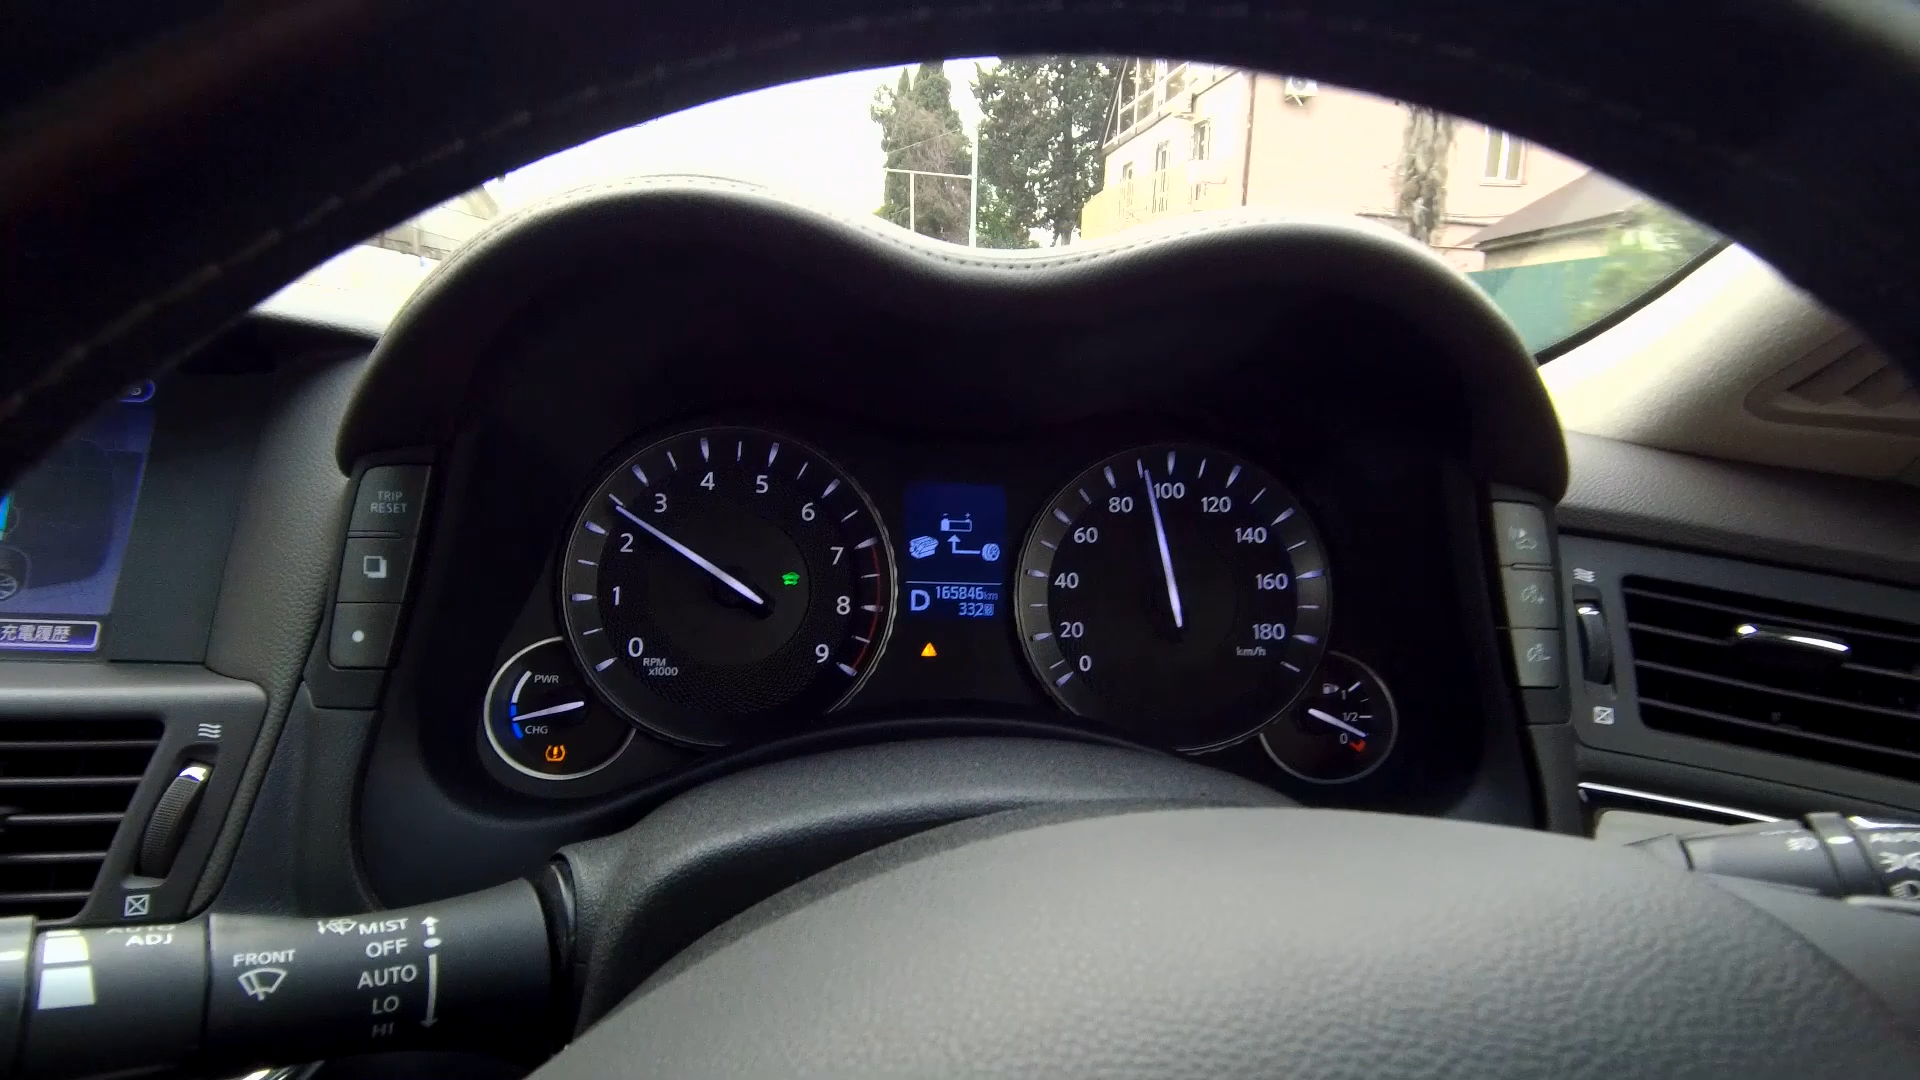 充電履歴
TRIP
RESET
0
1
2
3
4
5
6
7
8
9
RPM
x1000
PWR
CHG
D
165846km
332
0
20
40
60
80
100
120
140
160
180
km/h
1
1/2
0
ADJ
FRONT
MIST
OFF
AUTO
LO
HI